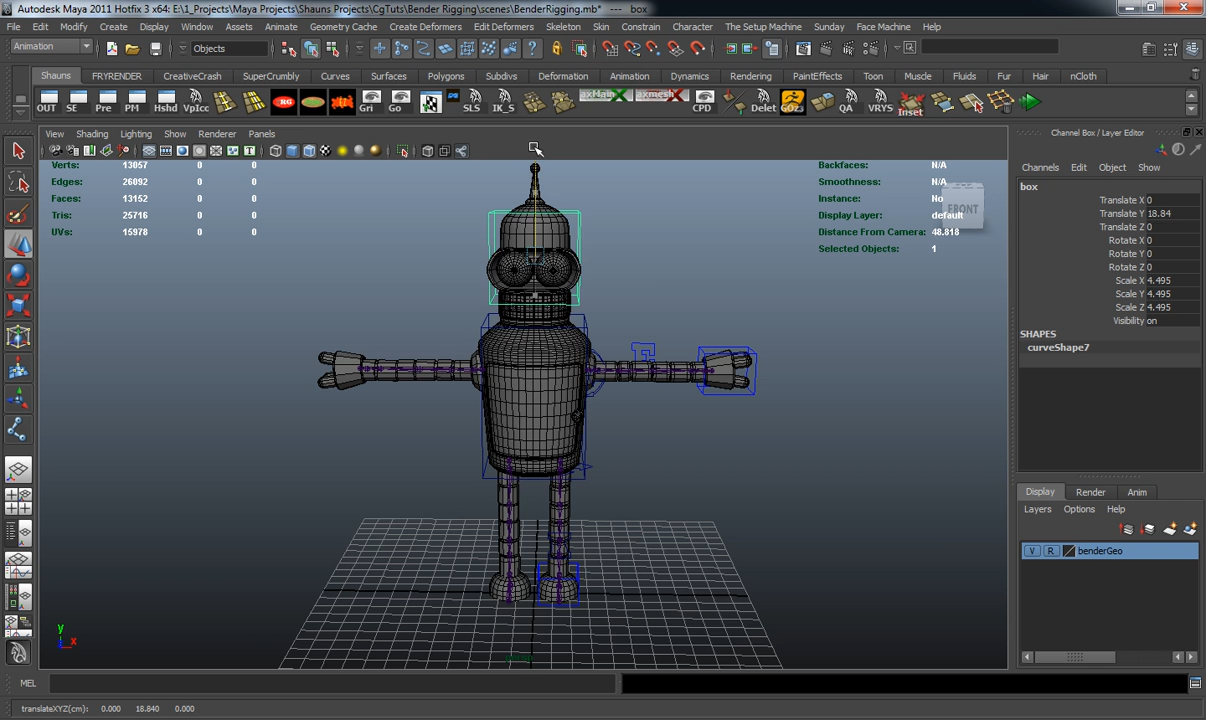 Autodesk Maya 2011 Hotfix 3 x64: E:\1_Projects\Maya Projects\Shauns Projects\CgTuts\Bender Rigging\scenes\BenderRigging.mb* --- box
File Edit Modify Create Display Window Assets Animate Geometry Cache Create Deformers Edit Deformers Skeleton Skin Constrain Character The Setup Machine Sunday Face Machine Help
Animation Objects
Shauns FRYRENDER CreativeCrash SuperCrumbly Curves Surfaces Polygons Subdivs Deformation Animation Dynamics Rendering PaintEffects Toon Muscle Fluids Fur Hair nCloth
OUT SE Pre PM Hshd VpIcc Gri Go SLS IK_S axMain axmesh CPD Delet GOz3 QA VRYS Inset
View Shading Lighting Show Renderer Panels
Channel Box / Layer Editor
Channels Edit Object Show
Verts: 13057 0 0
Edges: 26092 0 0
Faces: 13152 0 0
Tris: 25716 0 0
UVs: 15978 0 0
Backfaces: N/A
Smoothness: N/A
Instance: No
Display Layer: default
Distance From Camera: 48.818
Selected Objects: 1
FRONT
box
Translate X 0
Translate Y 18.84
Translate Z 0
Rotate X 0
Rotate Y 0
Rotate Z 0
Scale X 4.495
Scale Y 4.495
Scale Z 4.495
Visibility on
SHAPES
curveShape7
Display Render Anim
Layers Options Help
V R benderGeo
y
x
MEL
translateXYZ(cm): 0.000 18.840 0.000